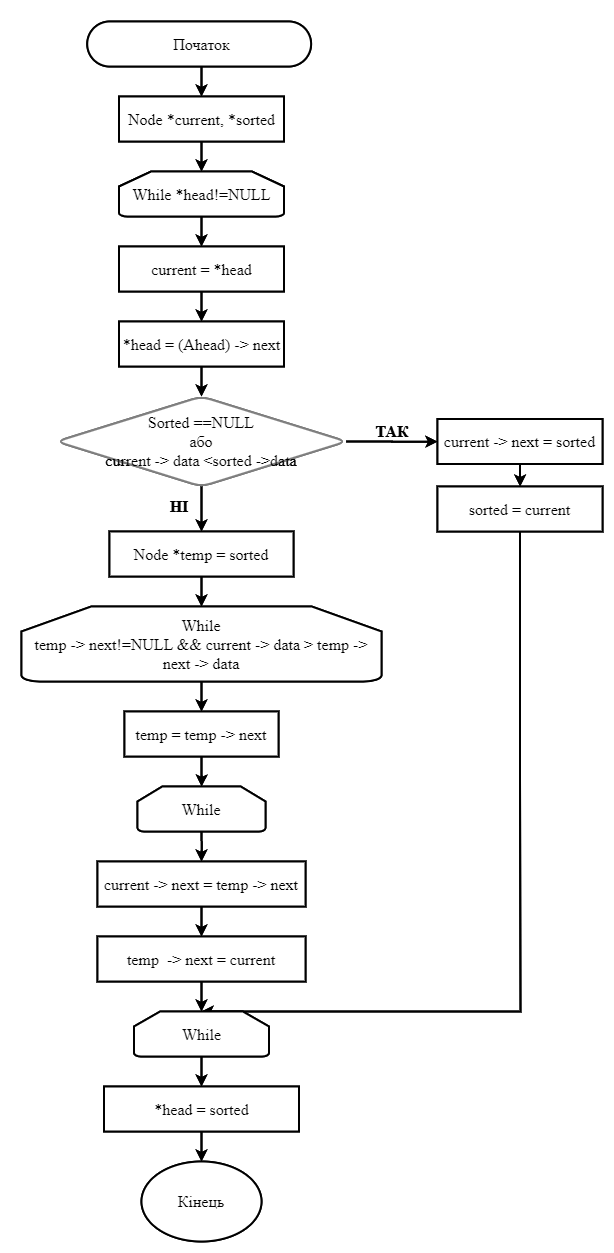 Початок
Node *current, *sorted
While *head!=NULL
current = *head
*head = (Ahead) -> next
Sorted ==NULL
або
current -> data <sorted ->data
ТАК
current -> next = sorted
sorted = current
НІ
Node *temp = sorted
While
temp -> next!=NULL && current -> data > temp ->
next -> data
temp = temp -> next
While
current -> next = temp -> next
temp -> next = current
While
*head = sorted
Кінець